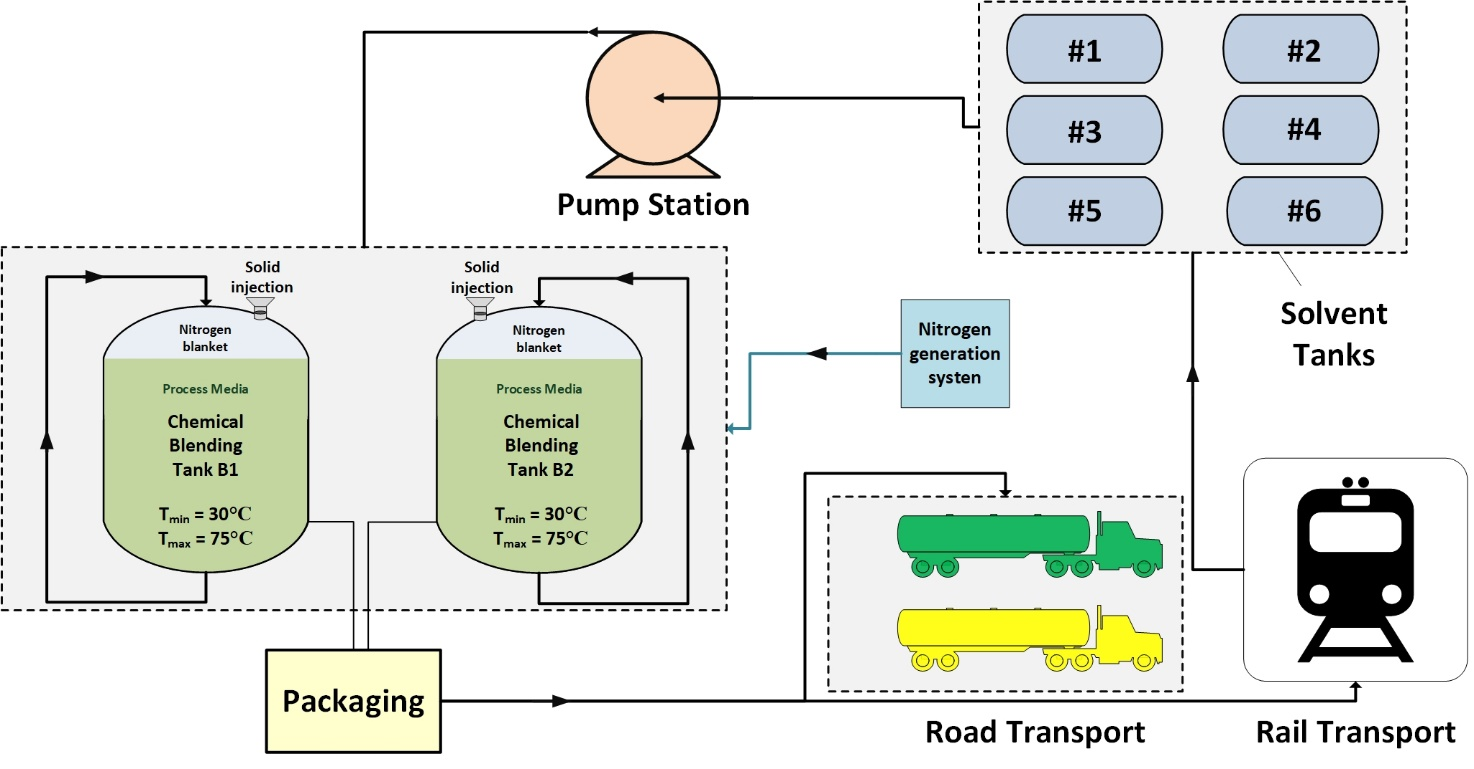 #1
#2
#3
#4
#5
#6
Pump Station
Solvent
Tanks
Solid
injection
Solid
injection
Nitrogen
blanket
Nitrogen
blanket
Nitrogen
generation
systen
Process Media
Process Media
Chemical
Blending
Tank B1
Chemical
Blending
Tank B2
Tmin = 30°C
Tmax = 75°C
Tmin = 30°C
Tmax = 75°C
Packaging
Road Transport
Rail Transport